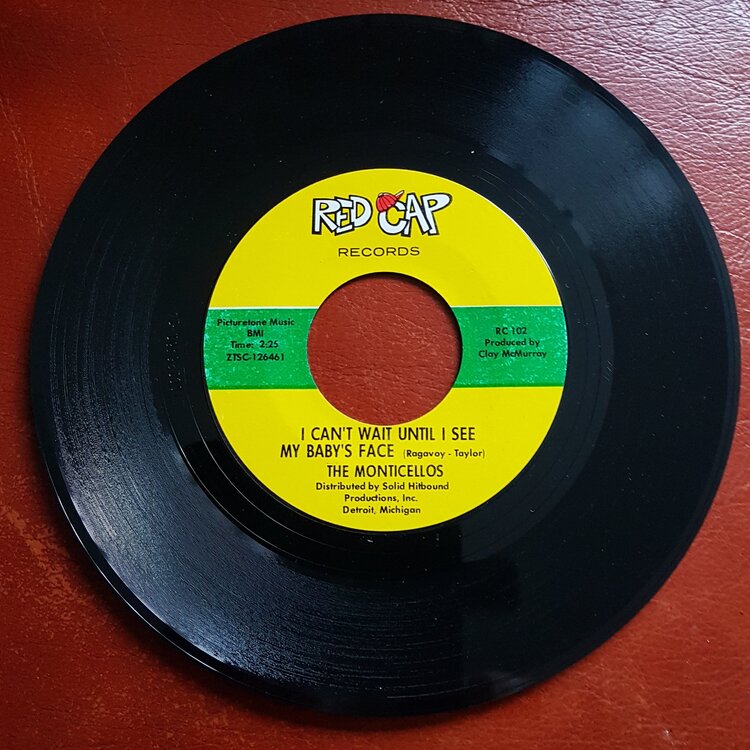 RED CAP
RECORDS
Picturetone Music
BMI
Time: 2:25
ZTSC-126461
RC-102
Produced by
Clay McMurray
I CAN'T WAIT UNTIL I SEE
MY BABY'S FACE (Ragavoy - Taylor)
THE MONTICELLOS
Distributed by Solid Hitbound
Productions, Inc.
Detroit, Michigan